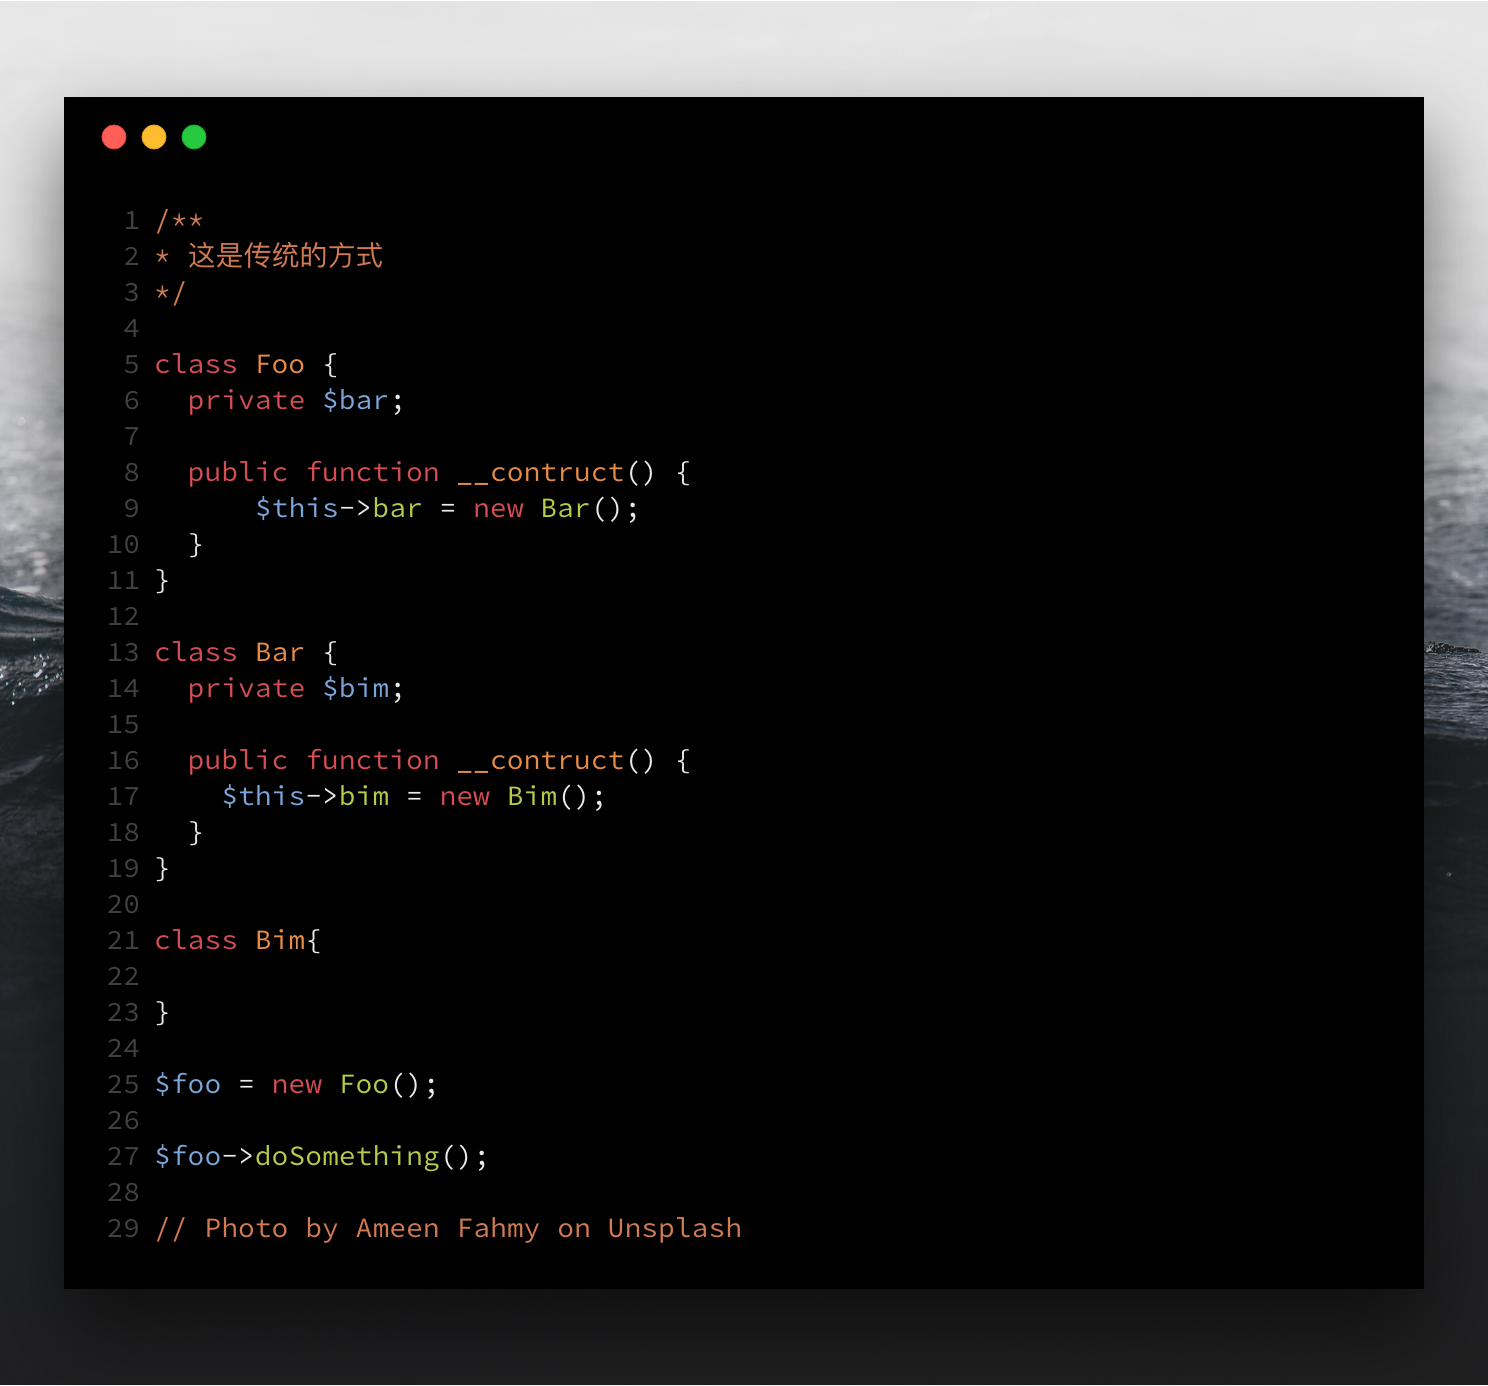 1 /**
2 * 这是传统的方式
3 */
4
5 class Foo {
6   private $bar;
7
8   public function __contruct() {
9       $this->bar = new Bar();
10   }
11 }
12
13 class Bar {
14   private $bim;
15
16   public function __contruct() {
17     $this->bim = new Bim();
18   }
19 }
20
21 class Bim{
22
23 }
24
25 $foo = new Foo();
26
27 $foo->doSomething();
28
29 // Photo by Ameen Fahmy on Unsplash